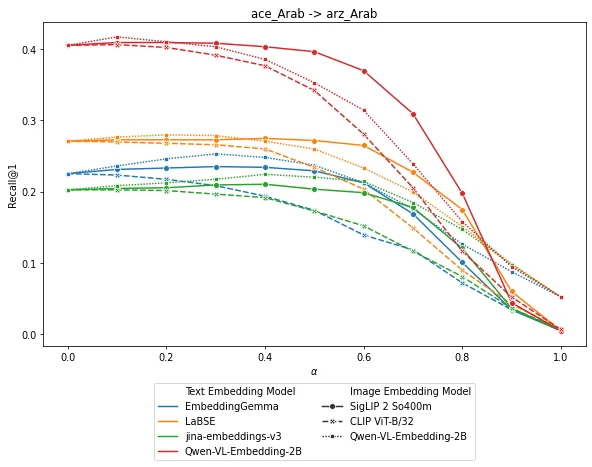 ace_Arab -> arz_Arab
Recall@1
0.4
0.3
0.2
0.1
0.0
0.0 0.2 0.4 0.6 0.8 1.0
α
Text Embedding Model
EmbeddingGemma
LaBSE
jina-embeddings-v3
Qwen-VL-Embedding-2B
Image Embedding Model
SigLIP 2 So400m
CLIP ViT-B/32
Qwen-VL-Embedding-2B